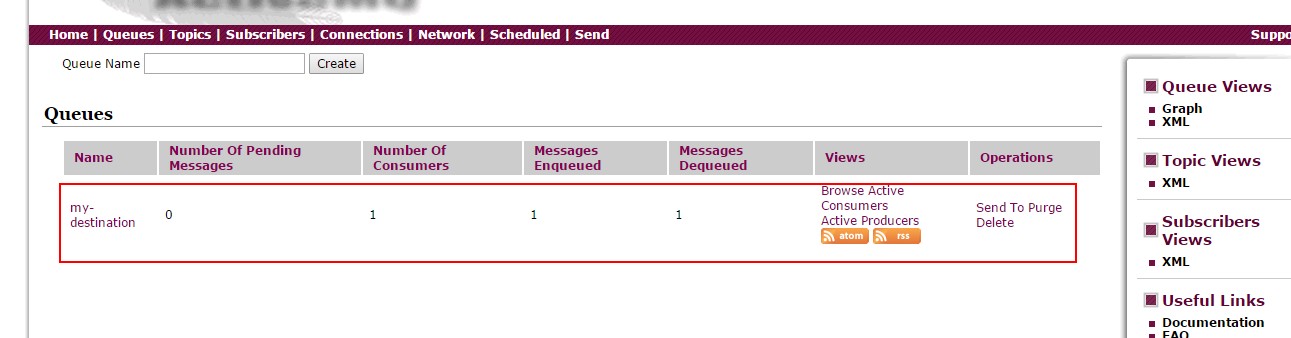 Home | Queues | Topics | Subscribers | Connections | Network | Scheduled | Send
Queue Name Create
Queues
Name Number Of Pending Messages Number Of Consumers Messages Enqueued Messages Dequeued Views Operations
my-destination 0 1 1 1
Browse Active
Consumers
Active Producers
atom rss
Send To Purge
Delete
Queue Views
Graph
XML
Topic Views
XML
Subscribers
Views
XML
Useful Links
Documentation
FAQ